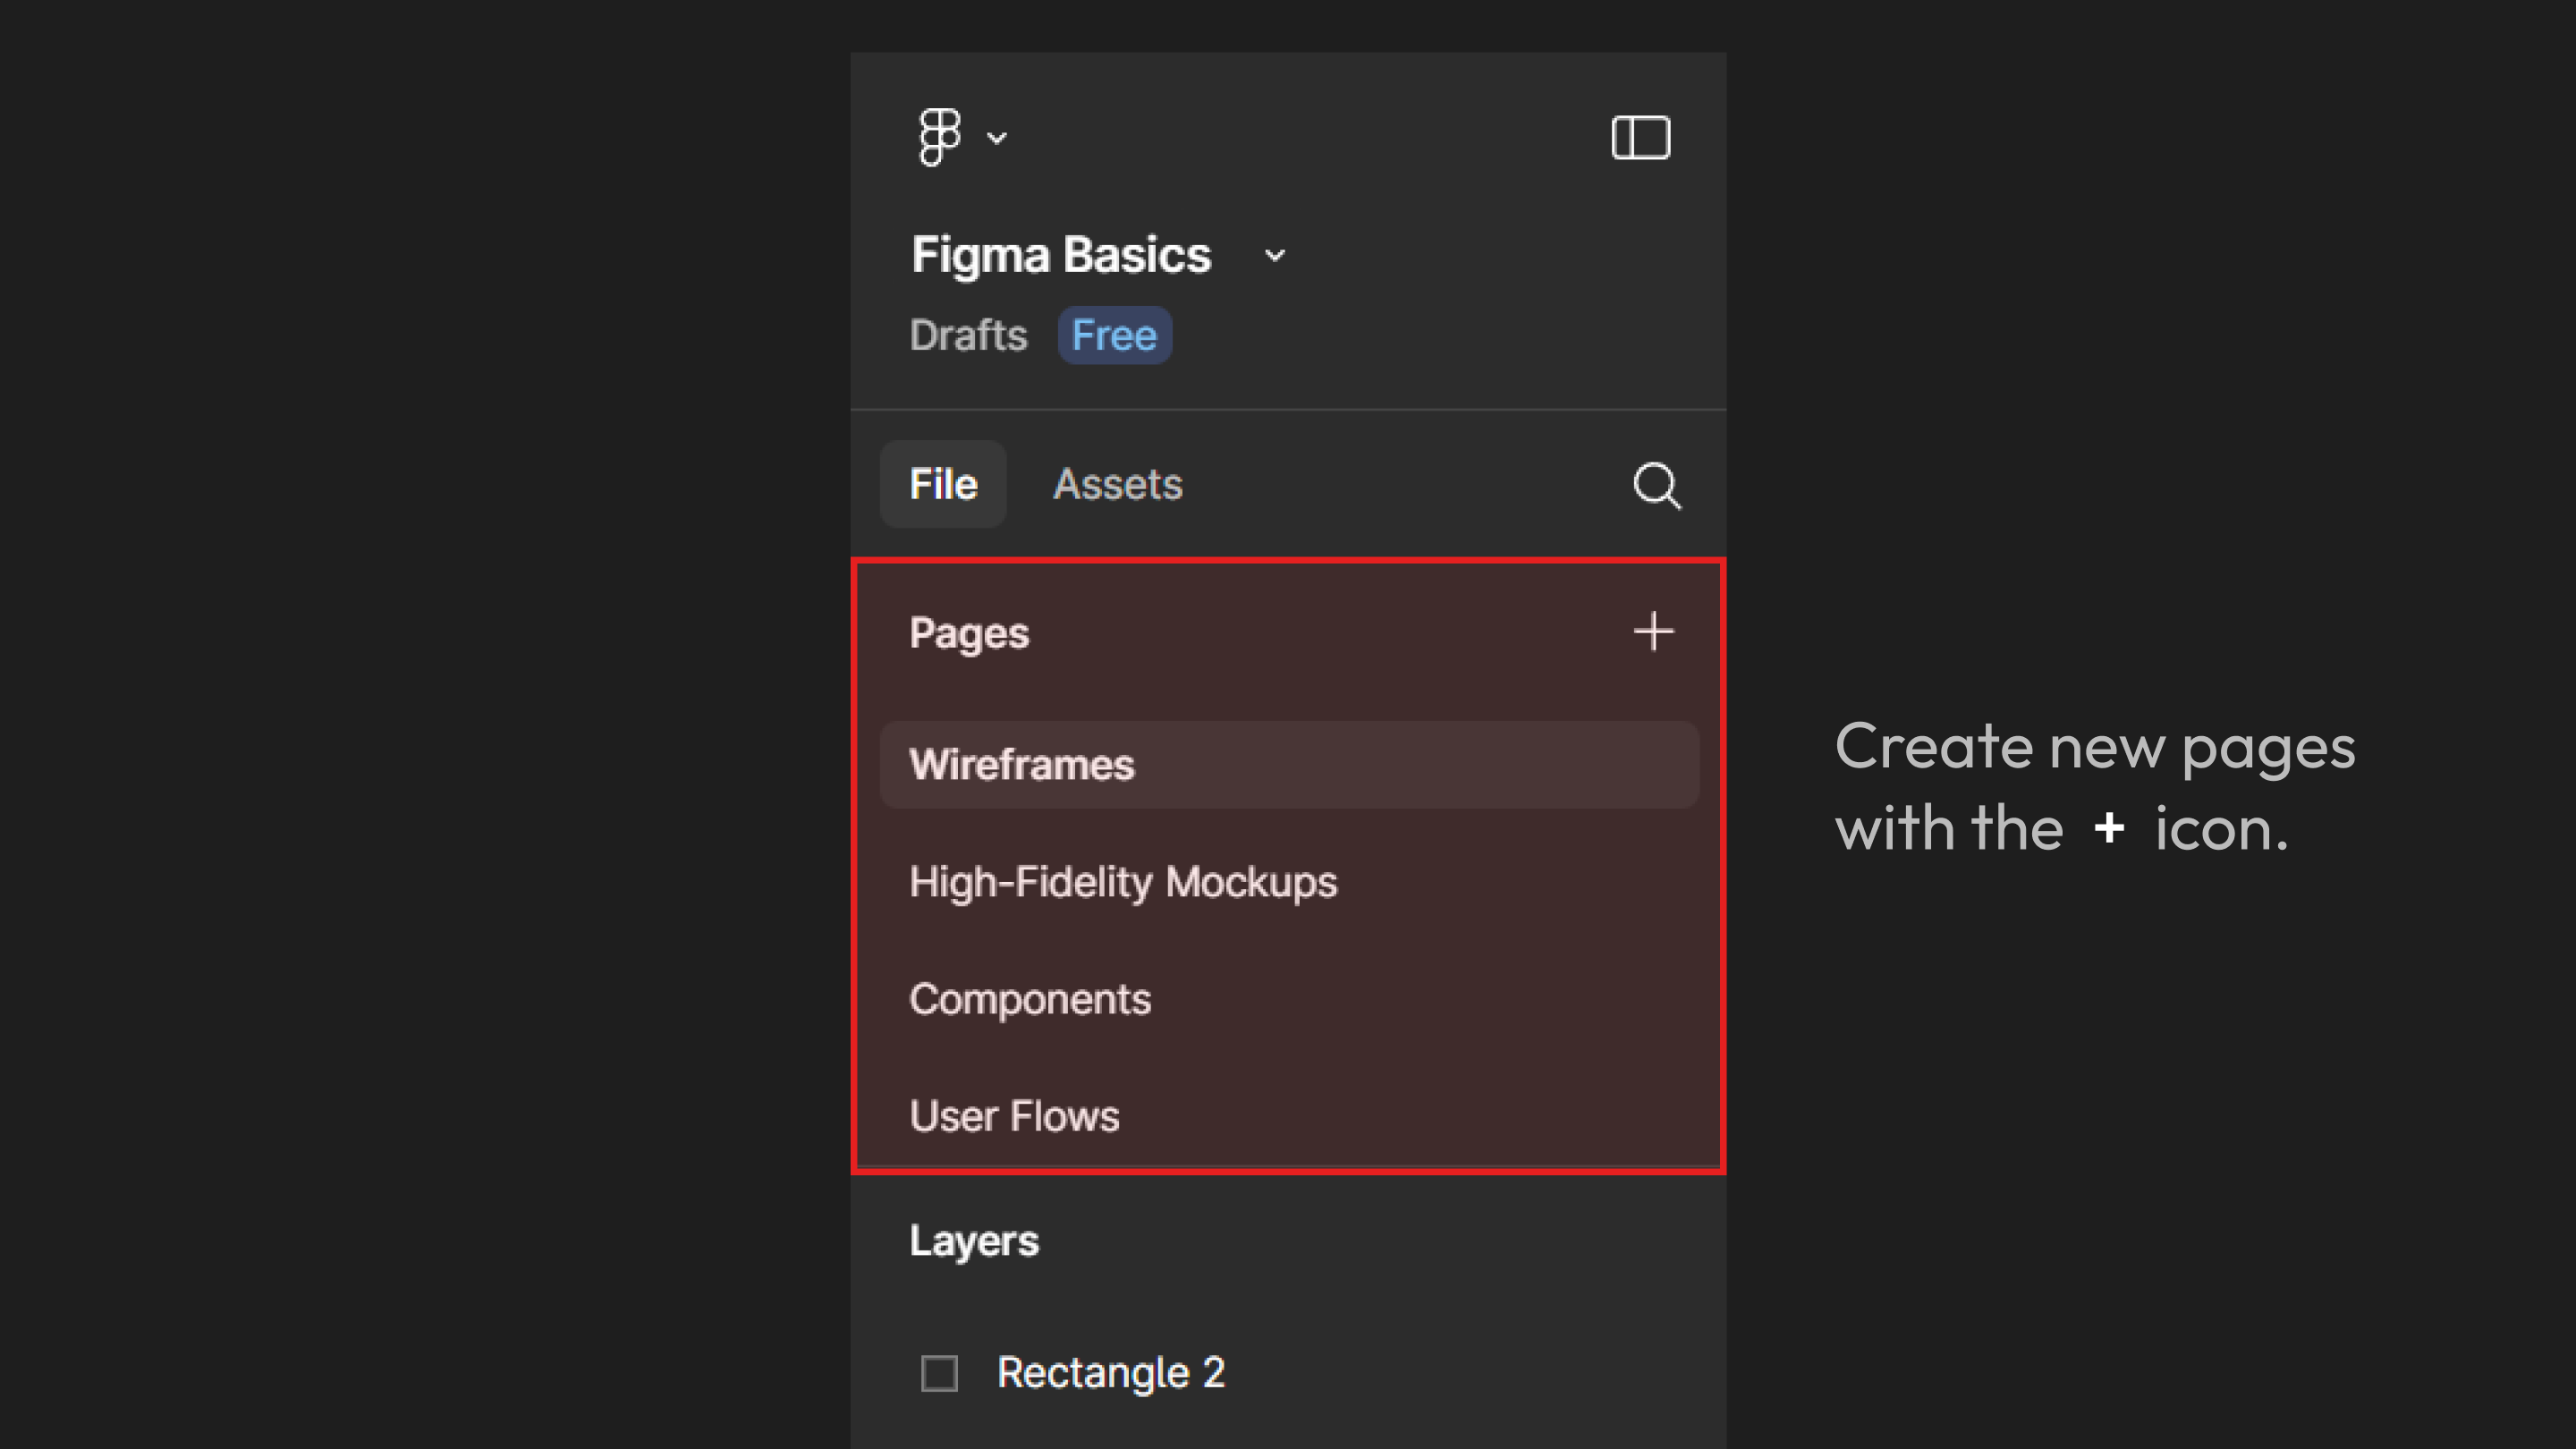 Figma Basics
Drafts Free
File Assets
Pages
Wireframes
High-Fidelity Mockups
Components
User Flows
Layers
Rectangle 2
Create new pages
with the + icon.